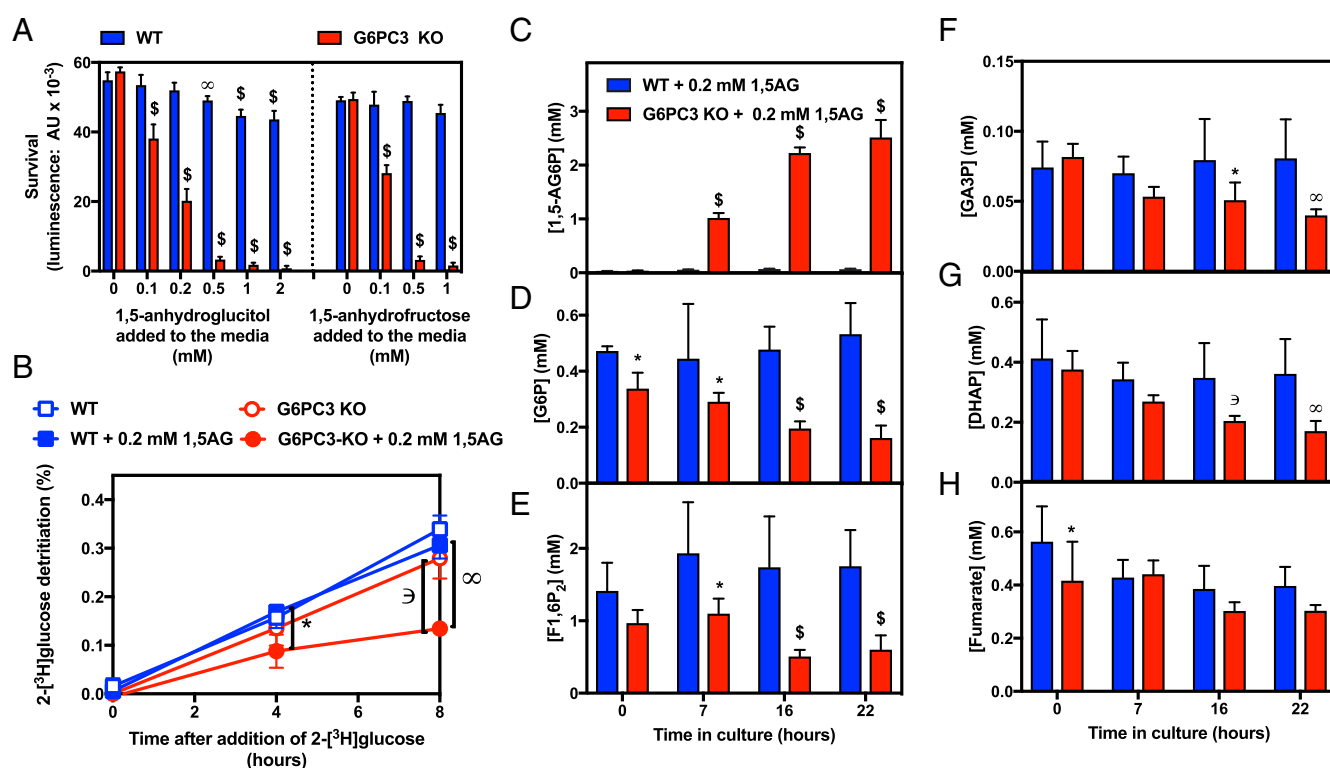 A
WT
G6PC3 KO
Survival
(luminescence: AU x 10⁻³)
60
40
20
0
$
$
∞
$
$
$
$
$
$
$
$
0 0.1 0.2 0.5 1 2
0 0.1 0.5 1
1,5-anhydroglucitol
added to the media
(mM)
1,5-anhydrofructose
added to the media
(mM)
B
WT
G6PC3 KO
WT + 0.2 mM 1,5AG
G6PC3-KO + 0.2 mM 1,5AG
2-[³H]glucose detritiation (%)
0.4
0.3
0.2
0.1
0.0
*
∍
∞
0 2 4 6 8
Time after addition of 2-[³H]glucose
(hours)
C
WT + 0.2 mM 1,5AG
G6PC3 KO + 0.2 mM 1,5AG
[1,5-AG6P] (mM)
3
2
1
0
$ $ $
D
[G6P] (mM)
0.6
0.4
0.2
0.0
* * $ $
E
[F1,6P₂] (mM)
2
1
0
* $ $
0 7 16 22
Time in culture (hours)
F
[GA3P] (mM)
0.15
0.10
0.05
0.00
* ∞
G
[DHAP] (mM)
0.6
0.4
0.2
0.0
∍ ∞
H
[Fumarate] (mM)
0.6
0.4
0.2
0.0
*
0 7 16 22
Time in culture (hours)